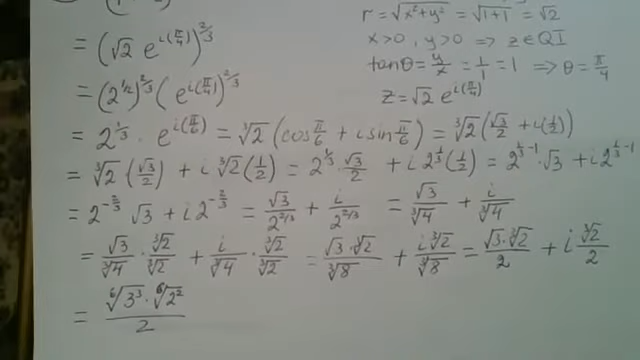 r = √(x²+y²) = √(1+1) = √2
= (√2 e^(i(π/4)))^(2/3)
x>0, y>0 ⇒ z∈QI
= (2^(1/2))^(2/3) (e^(i(π/4)))^(2/3)
tanθ = y/x = 1/1 = 1 ⇒ θ = π/4
z = √2 e^(i(π/4))
= 2^(1/3) · e^(i(π/6)) = ∛2 (cos π/6 + i sin π/6) = ∛2 (√3/2 + i(1/2))
= ∛2 (√3/2) + i ∛2 (1/2) = 2^(1/3) · √3/2 + i 2^(1/3) (1/2) = 2^(1/3-1) · √3 + i 2^(1/3-1)
= 2^(-2/3) √3 + i 2^(-2/3) = √3/2^(2/3) + i/2^(2/3) = √3/∛4 + i/∛4
= √3/∛4 · ∛2/∛2 + i/∛4 · ∛2/∛2 = √3·∛2/∛8 + i∛2/∛8 = √3·∛2/2 + i ∛2/2
= ⁶√3³ · ⁶√2² / 2